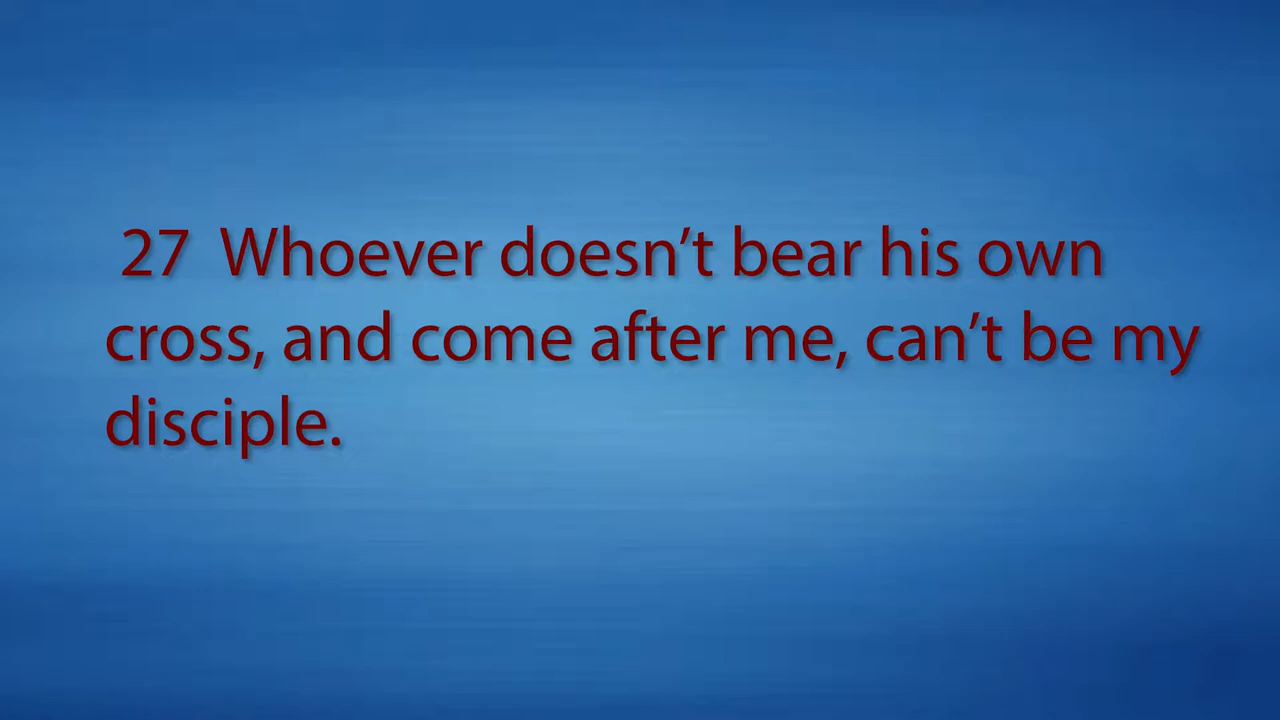 27 Whoever doesn’t bear his own
cross, and come after me, can’t be my
disciple.